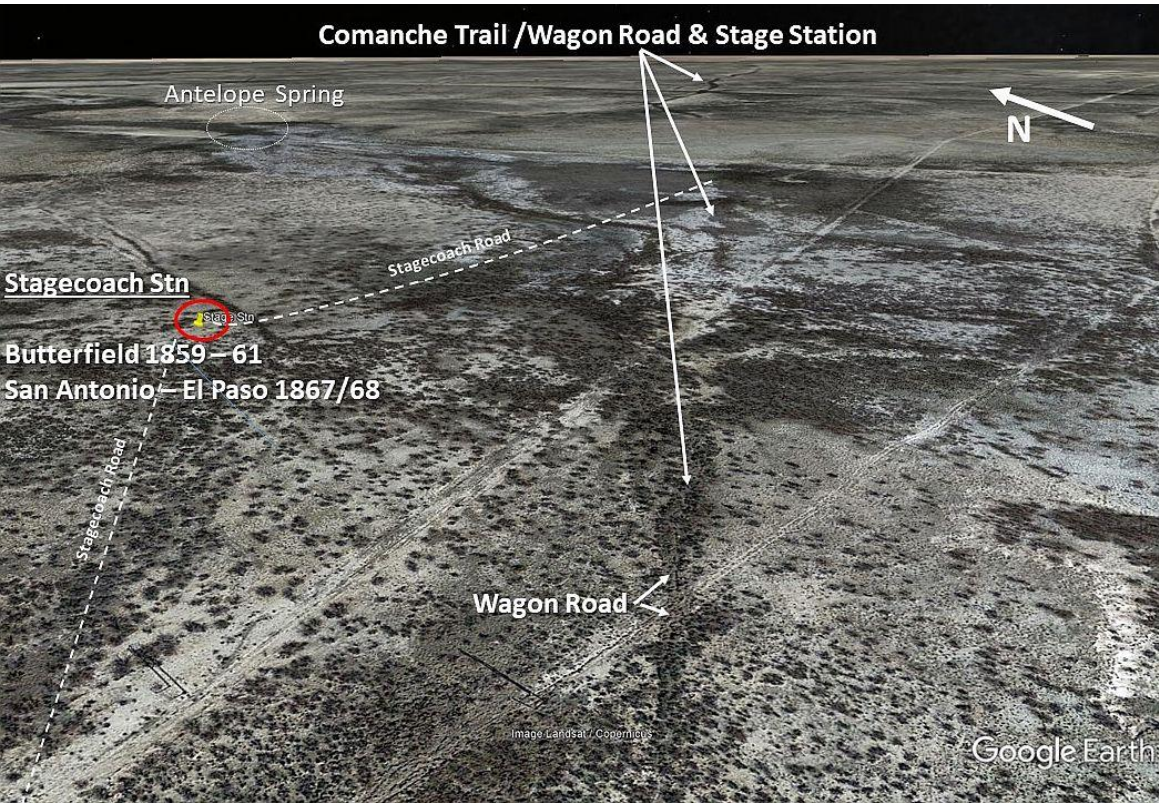 Comanche Trail /Wagon Road & Stage Station
Antelope Spring
N
Stagecoach Road
Stagecoach Stn
Stage Stn
Butterfield 1859 – 61
San Antonio – El Paso 1867/68
Stagecoach Road
Wagon Road
Image Landsat / Copernicus
Google Earth